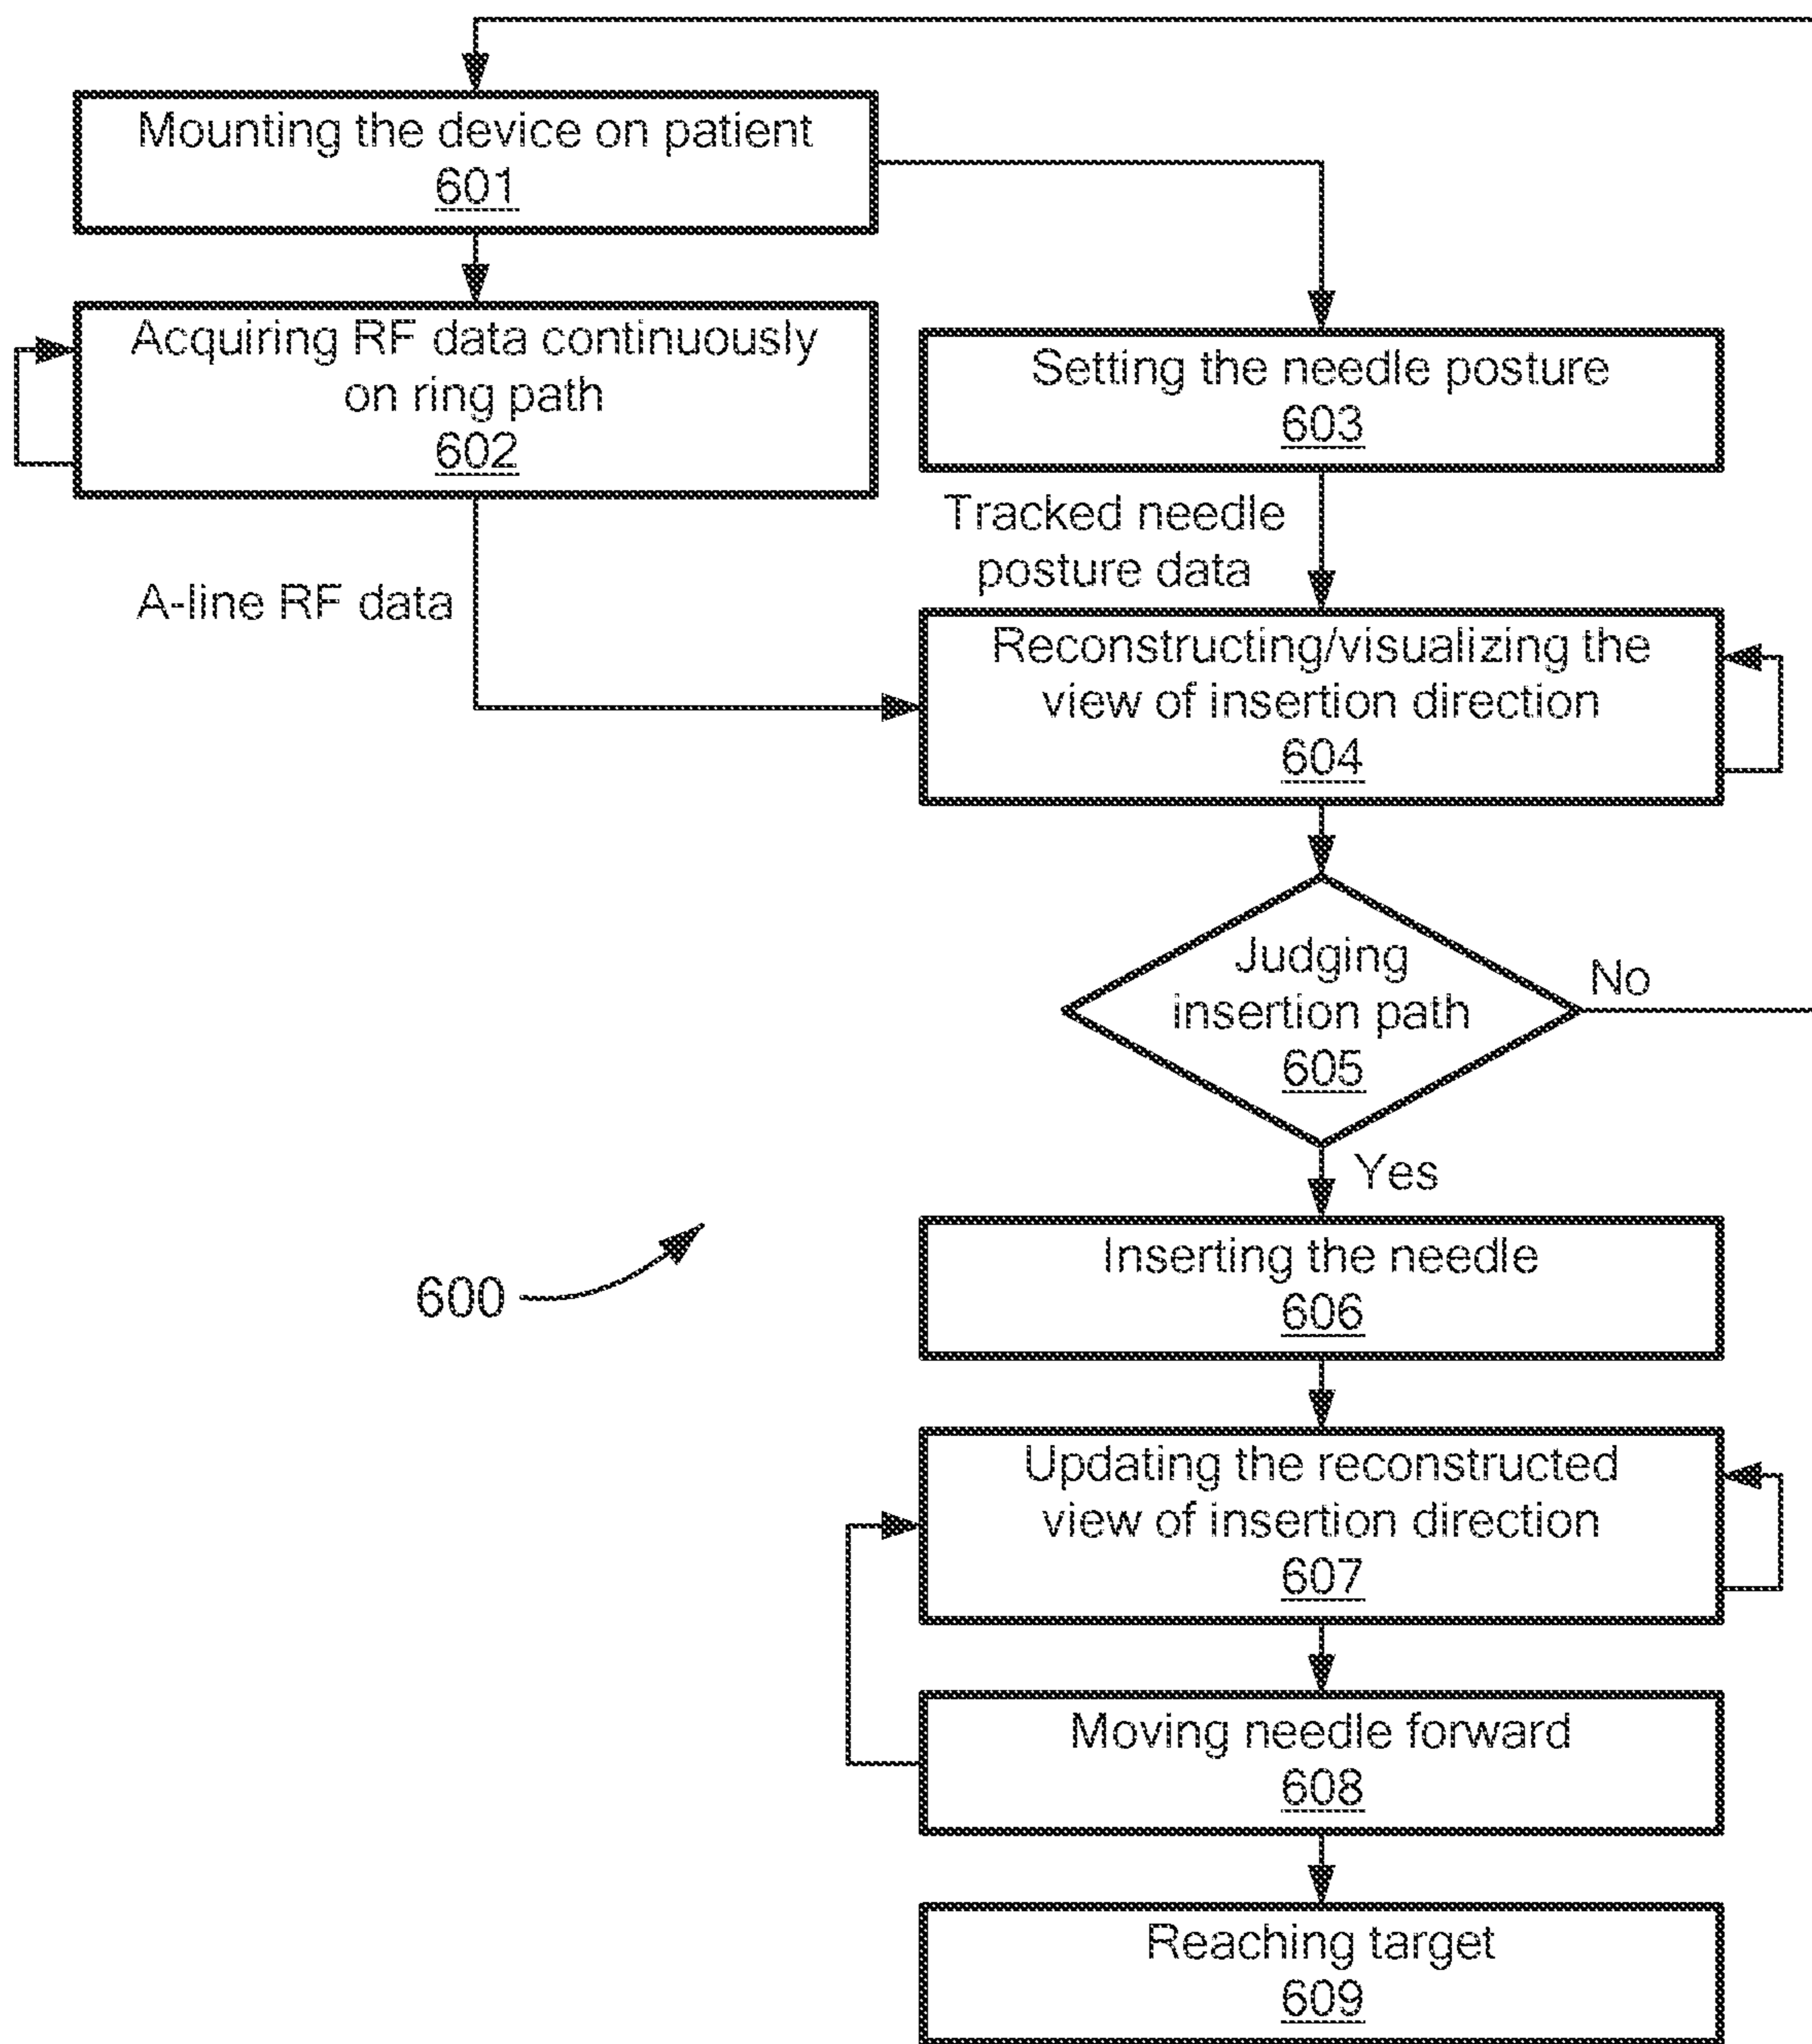 Mounting the device on patient
601
Acquiring RF data continuously
on ring path
602
Setting the needle posture
603
Tracked needle
posture data
A-line RF data
Reconstructing/visualizing the
view of insertion direction
604
Judging
insertion path
605
No
Yes
Inserting the needle
606
600
Updating the reconstructed
view of insertion direction
607
Moving needle forward
608
Reaching target
609